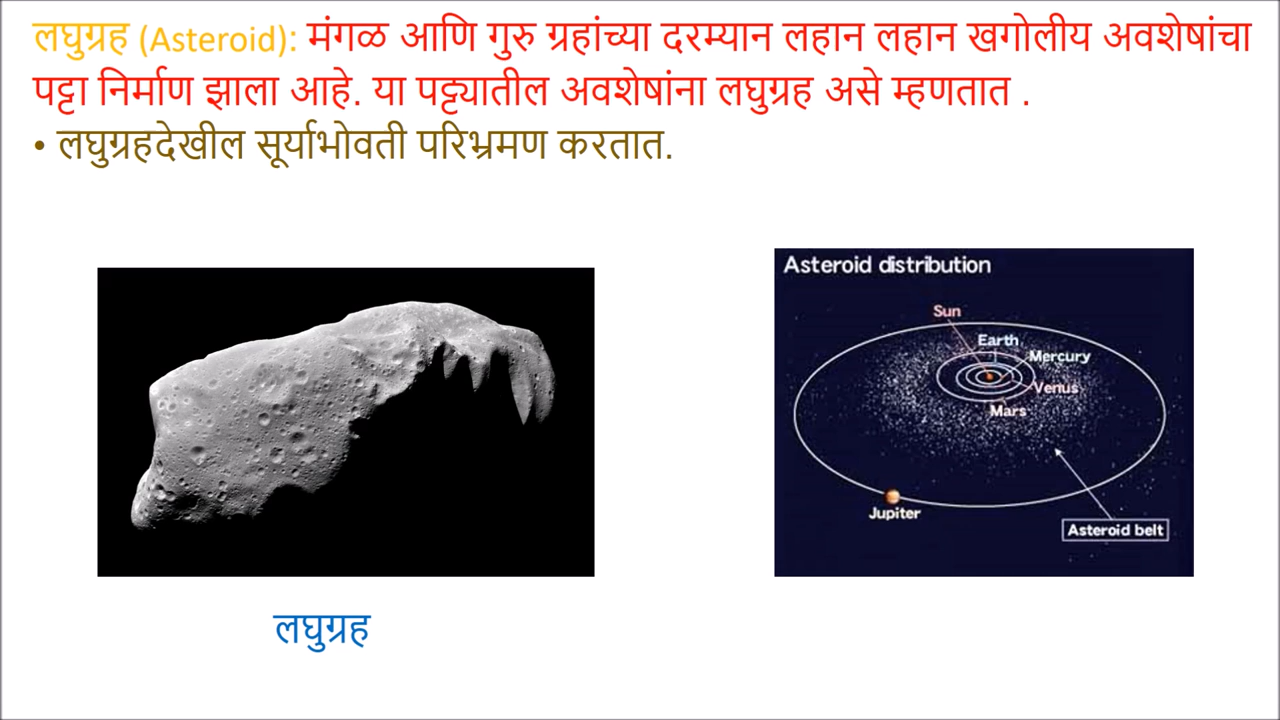 लघुग्रह (Asteroid): मंगळ आणि गुरु ग्रहांच्या दरम्यान लहान लहान खगोलीय अवशेषांचा
पट्टा निर्माण झाला आहे. या पट्ट्यातील अवशेषांना लघुग्रह असे म्हणतात .
• लघुग्रहदेखील सूर्याभोवती परिभ्रमण करतात.
Asteroid distribution
Sun
Earth
Mercury
Venus
Mars
Jupiter
Asteroid belt
लघुग्रह